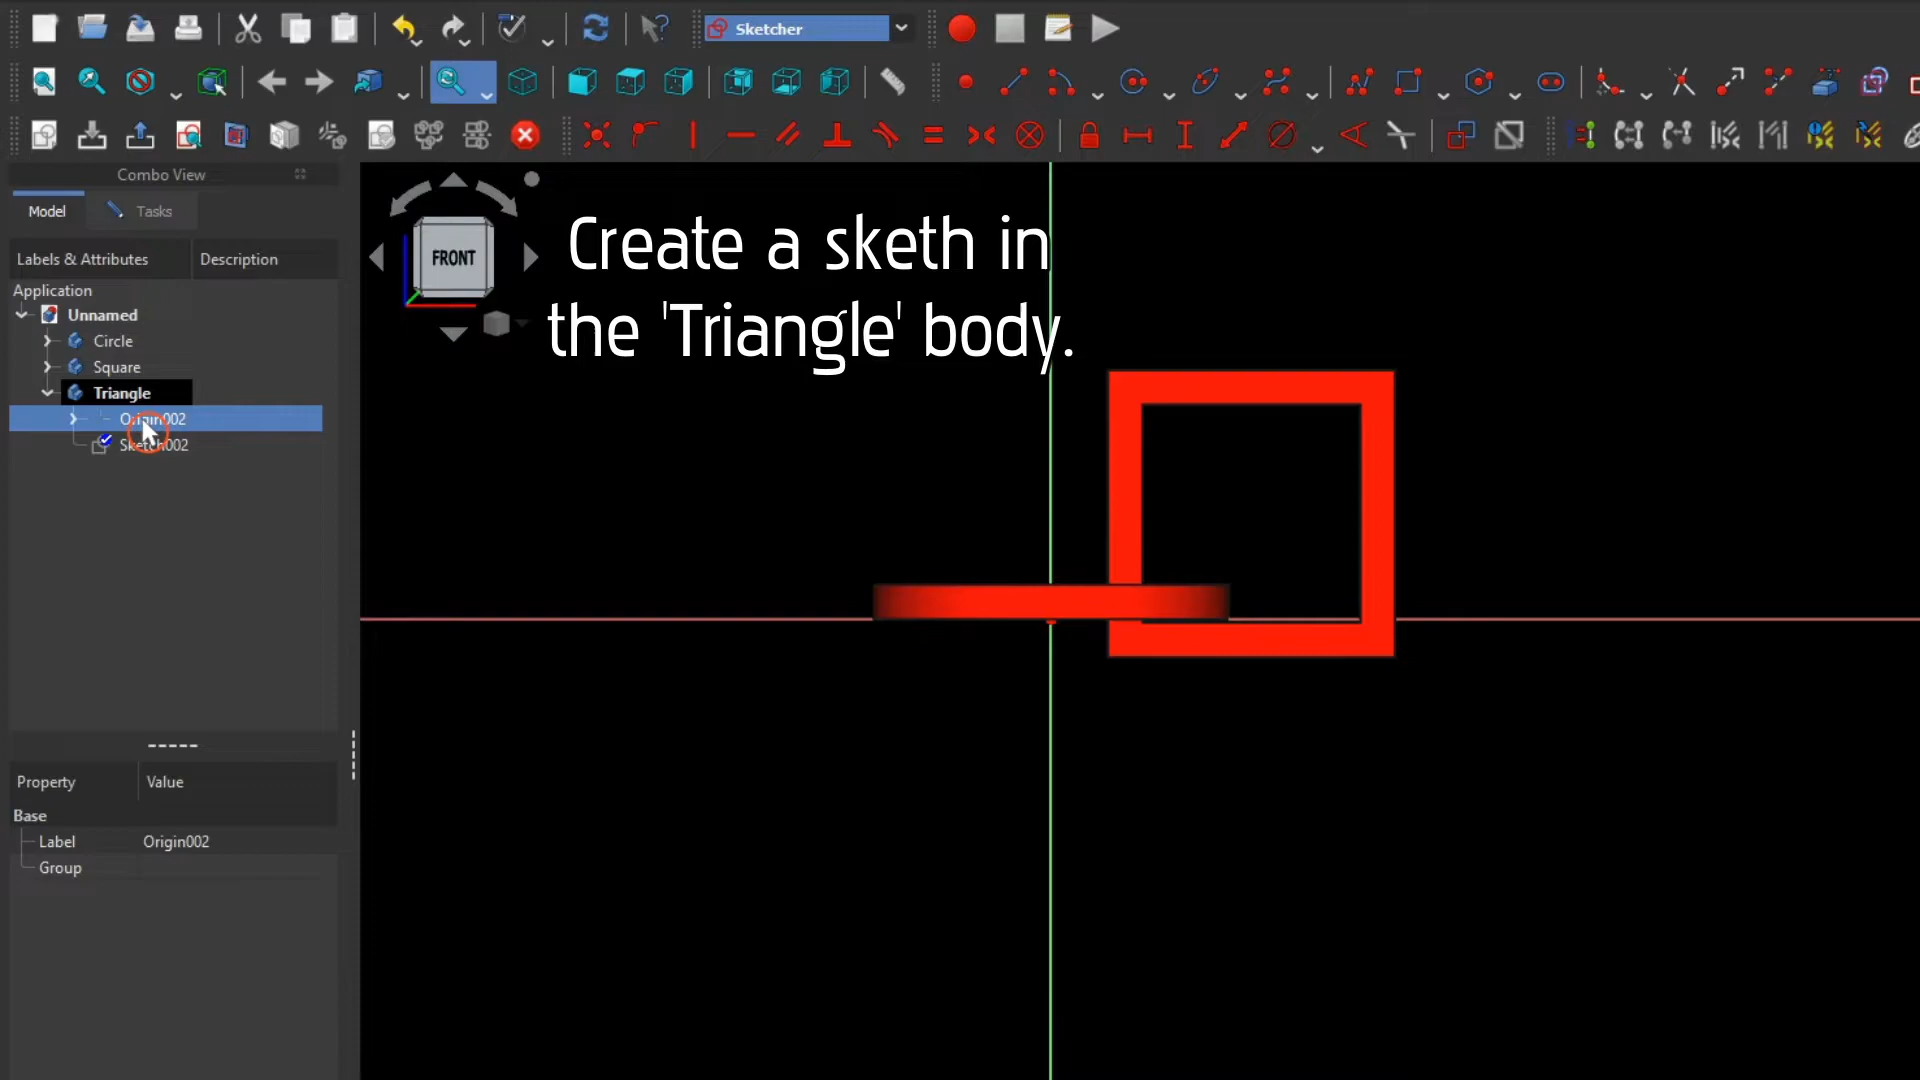 Sketcher
Combo View
Model
Tasks
Labels & Attributes
Description
Application
Unnamed
Circle
Square
Triangle
Origin002
Sketch002
Property
Value
Base
Label
Origin002
Group
FRONT
Create a sketh in
the 'Triangle' body.